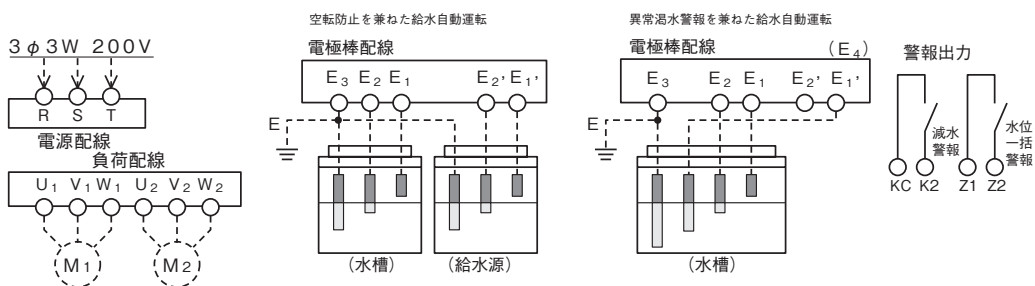 3φ3W 200V
R S T
電源配線
負荷配線
U1 V1 W1 U2 V2 W2
M1 M2
空転防止を兼ねた給水自動運転
電極棒配線
E3 E2 E1 E2' E1'
E
(水槽) (給水源)
異常渇水警報を兼ねた給水自動運転
電極棒配線 (E4)
E3 E2 E1 E2' E1'
E
(水槽)
警報出力
減水
警報
水位
一括
警報
KC K2 Z1 Z2